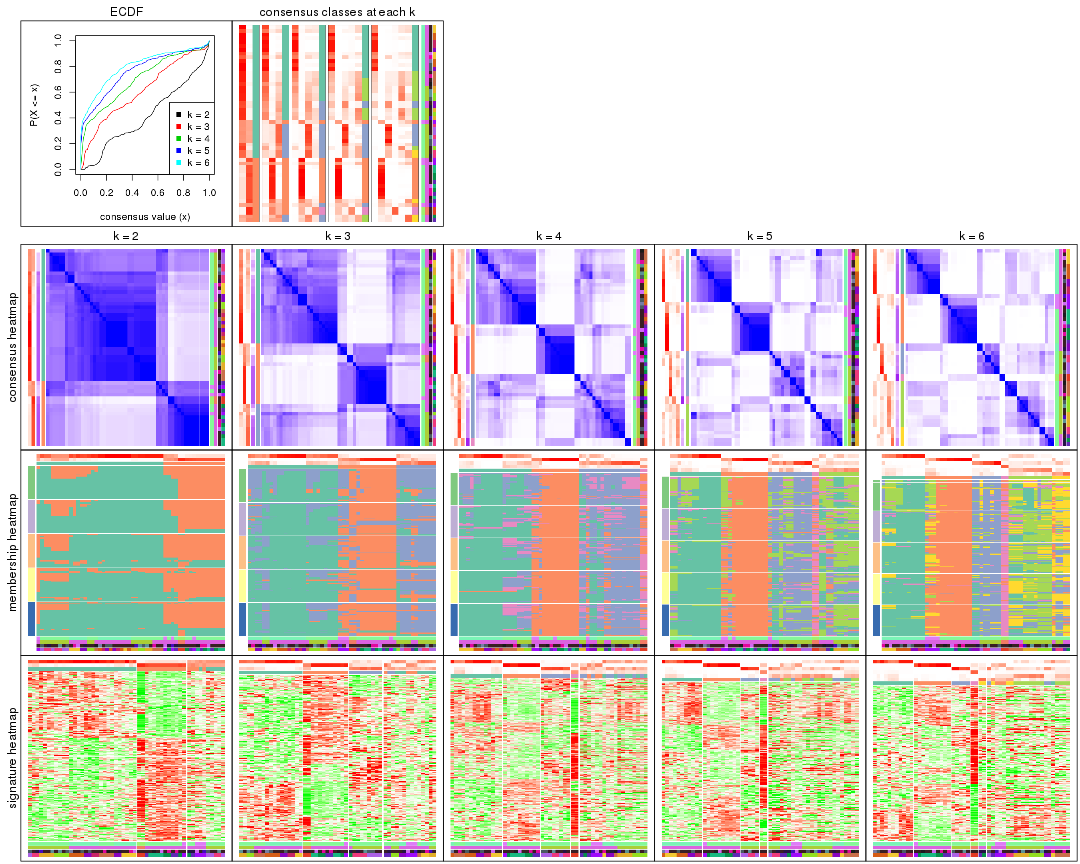 ECDF
consensus classes at each k
P(X <= x)
0.0 0.2 0.4 0.6 0.8 1.0
k = 2
k = 3
k = 4
k = 5
k = 6
0.0 0.2 0.4 0.6 0.8 1.0
consensus value (x)
k = 2 k = 3 k = 4 k = 5 k = 6
consensus heatmap
membership heatmap
signature heatmap